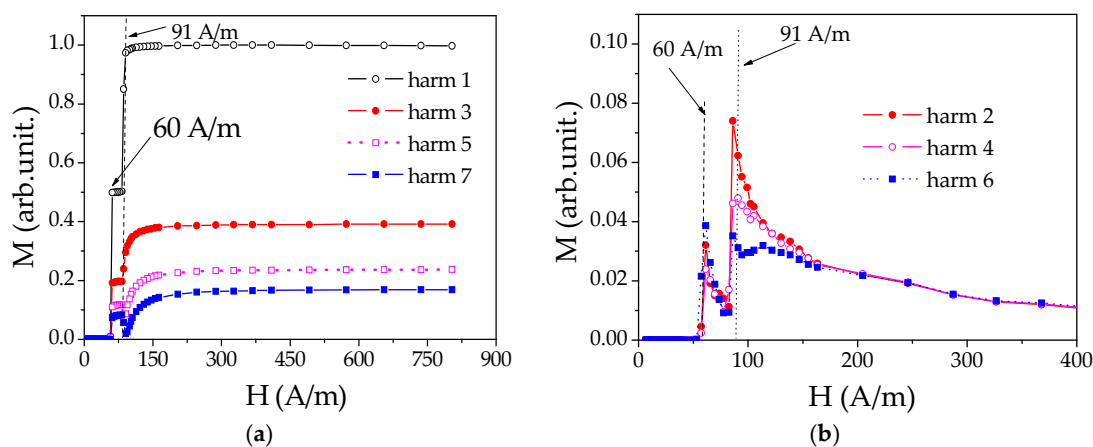 91 A/m
60 A/m
harm 1
harm 3
harm 5
harm 7
1.0
0.8
0.6
0.4
0.2
0.0
M (arb.unit.)
0 150 300 450 600 750 900
H (A/m)
(a)
60 A/m
91 A/m
harm 2
harm 4
harm 6
0.10
0.08
0.06
0.04
0.02
0.00
M (arb.unit.)
0 100 200 300 400
H (A/m)
(b)